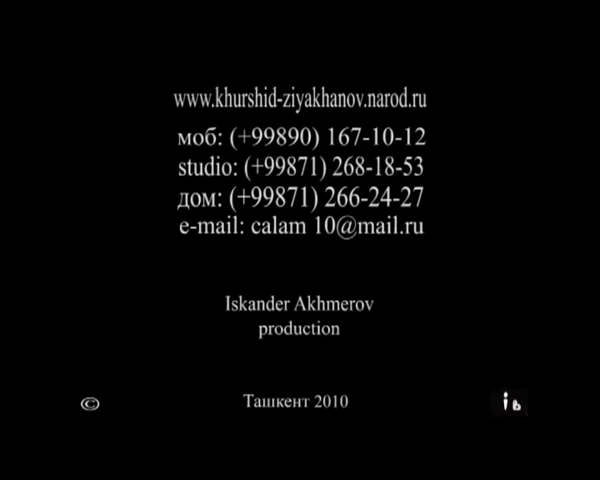 www.khurshid-ziyakhanov.narod.ru
моб: (+99890) 167-10-12
studio: (+99871) 268-18-53
дом: (+99871) 266-24-27
e-mail: calam 10@mail.ru
Iskander Akhmerov
production
© Ташкент 2010